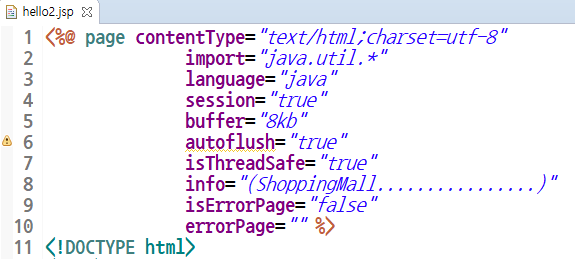 hello2.jsp
1 <%@ page contentType="text/html;charset=utf-8"
2 import="java.util.*"
3 language="java"
4 session="true"
5 buffer="8kb"
6 autoflush="true"
7 isThreadSafe="true"
8 info="(ShoppingMall................)"
9 isErrorPage="false"
10 errorPage="" %>
11 <!DOCTYPE html>